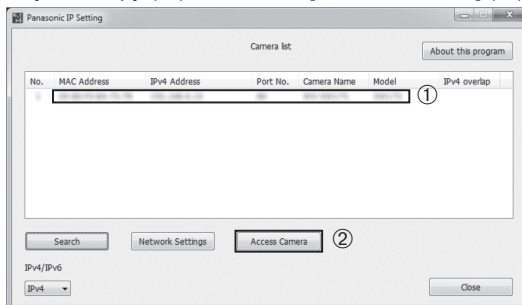 Panasonic IP Setting
Camera list
About this program
No. MAC Address IPv4 Address Port No. Camera Name Model IPv4 overlap
①
Search Network Settings Access Camera ②
IPv4/IPv6
IPv4 Close